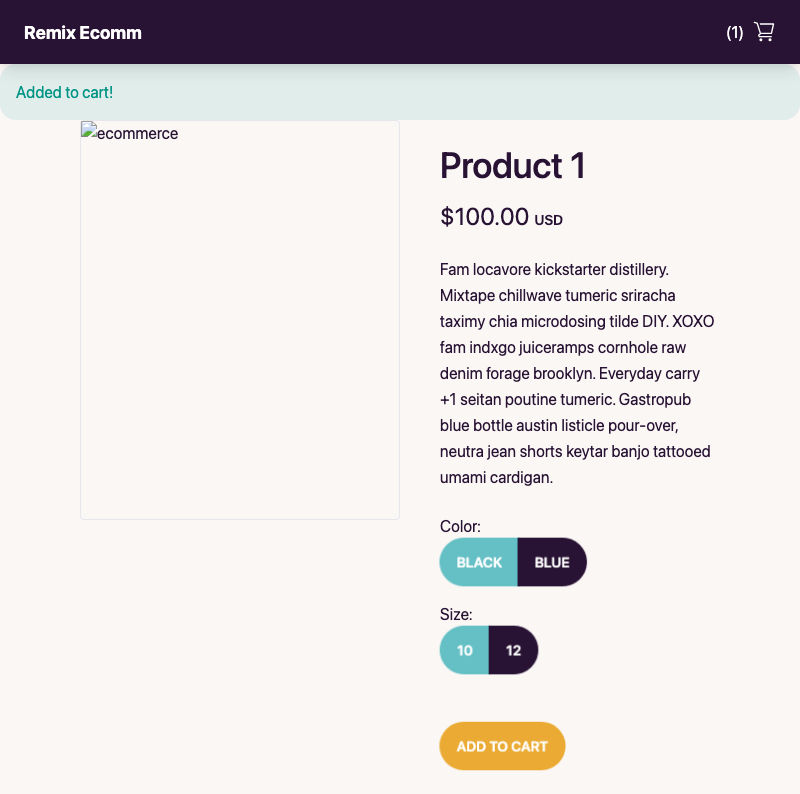 Remix Ecomm
(1)
Added to cart!
ecommerce
Product 1
$100.00 USD
Fam locavore kickstarter distillery.
Mixtape chillwave tumeric sriracha
taximy chia microdosing tilde DIY. XOXO
fam indxgo juiceramps cornhole raw
denim forage brooklyn. Everyday carry
+1 seitan poutine tumeric. Gastropub
blue bottle austin listicle pour-over,
neutra jean shorts keytar banjo tattooed
umami cardigan.
Color:
BLACK BLUE
Size:
10 12
ADD TO CART